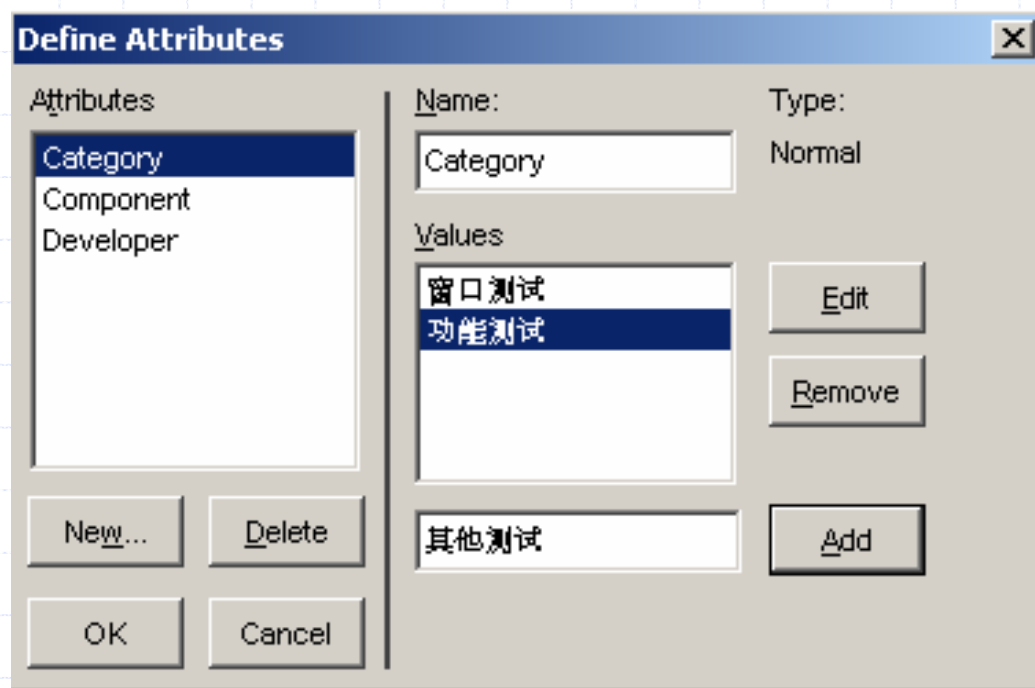 Define Attributes
Attributes
Category
Component
Developer
New...
Delete
OK
Cancel
Name:
Type:
Category
Normal
Values
窗口测试
功能测试
Edit
Remove
其他测试
Add